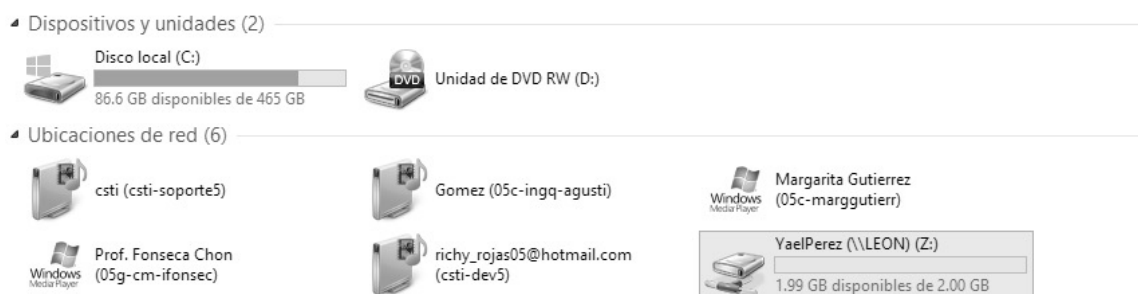 Dispositivos y unidades (2)
Disco local (C:)
86.6 GB disponibles de 465 GB
DVD
Unidad de DVD RW (D:)
Ubicaciones de red (6)
csti (csti-soporte5)
Gomez (05c-ingq-agusti)
Windows
Media Player
Margarita Gutierrez
(05c-marggutierr)
Windows
Media Player
Prof. Fonseca Chon
(05g-cm-ifonsec)
richy_rojas05@hotmail.com
(csti-dev5)
YaelPerez (\\LEON) (Z:)
1.99 GB disponibles de 2.00 GB